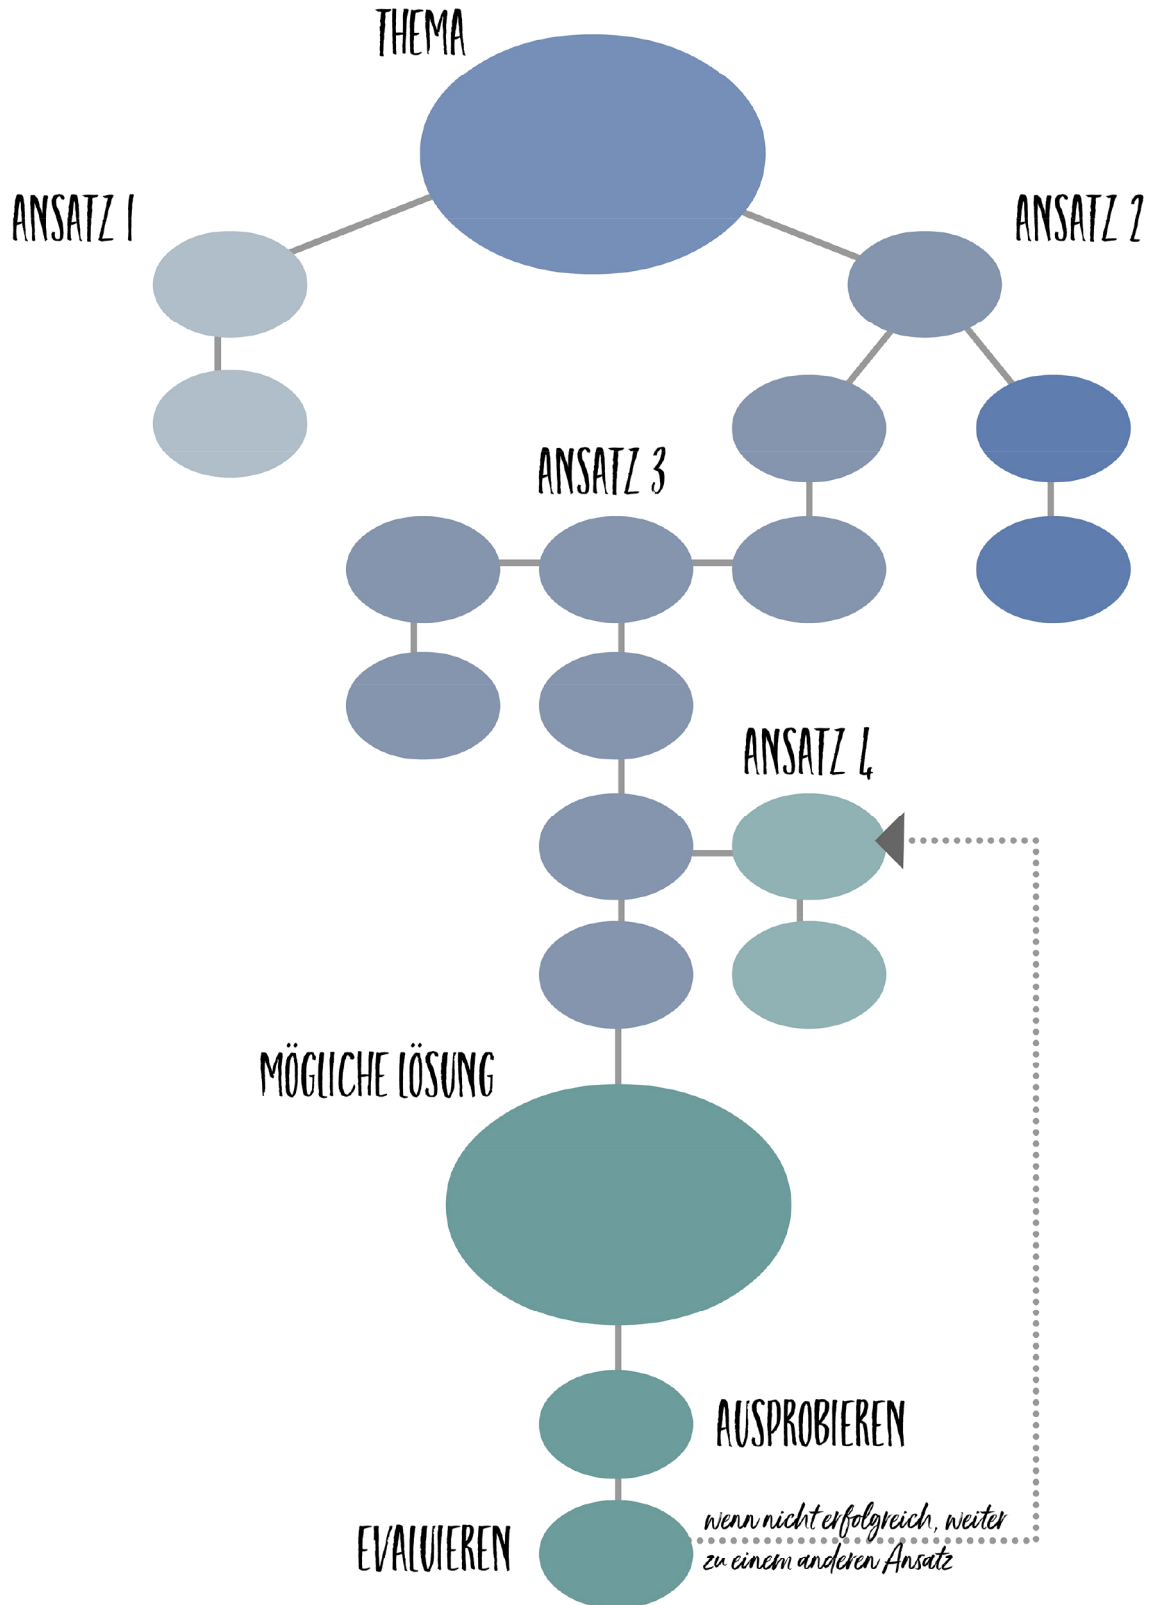 THEMA
ANSATZ 1
ANSATZ 2
ANSATZ 3
ANSATZ 4
MÖGLICHE LÖSUNG
AUSPROBIEREN
EVALUIEREN
wenn nicht erfolgreich, weiter
zu einem anderen Ansatz